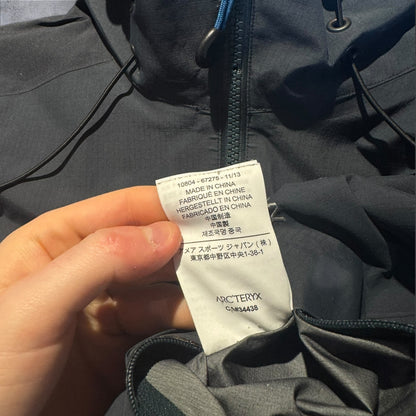 10804 - 67275 - 11/13
MADE IN CHINA
FABRIQUÉ EN CHINE
HERGESTELLT IN CHINA
FABRICADO EN CHINA
中国制造
中國製
제조국명 중국
メア スポーツ ジャパン (株)
東京都中野区中央1-38-1
ARC'TERYX
CA#34438